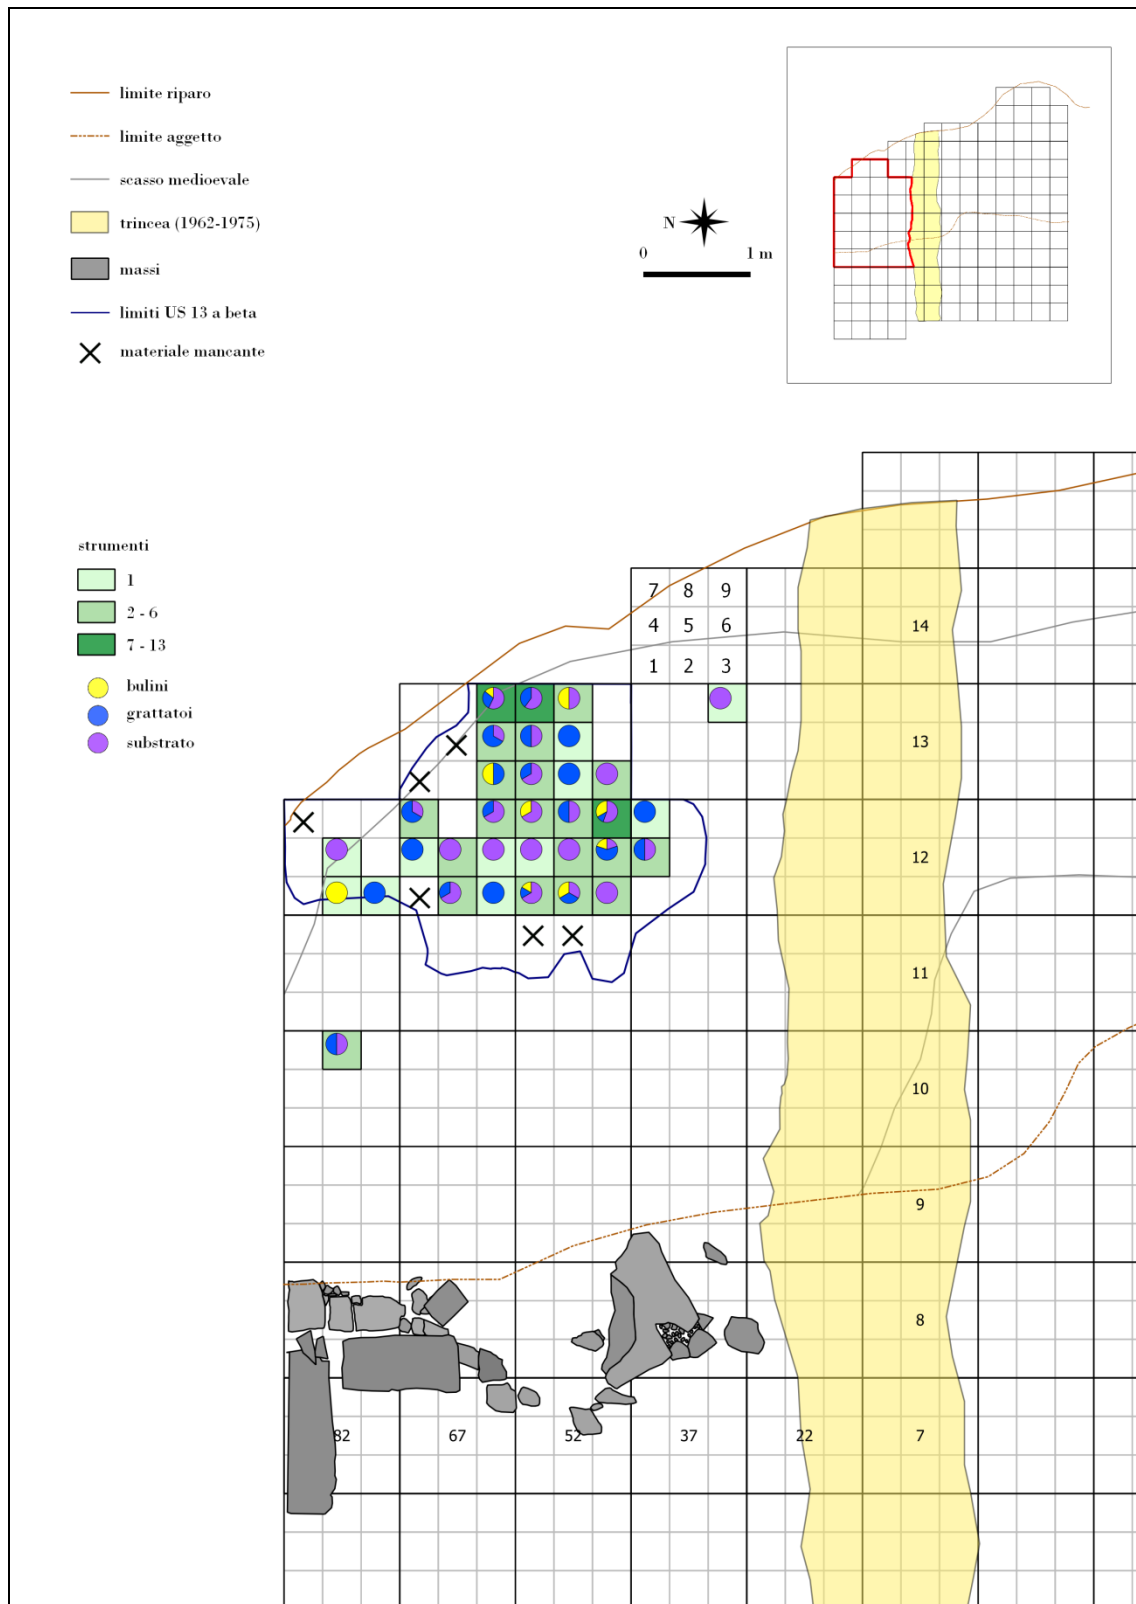 limite riparo
limite aggetto
scasso medioevale
trincea (1962-1975)
massi
limiti US 13 a beta
materiale mancante
N
0 1 m
strumenti
1
2 - 6
7 - 13
bulini
grattatoi
substrato
7 8 9
4 5 6
1 2 3
14
13
12
11
10
9
8
82 67 52 37 22 7